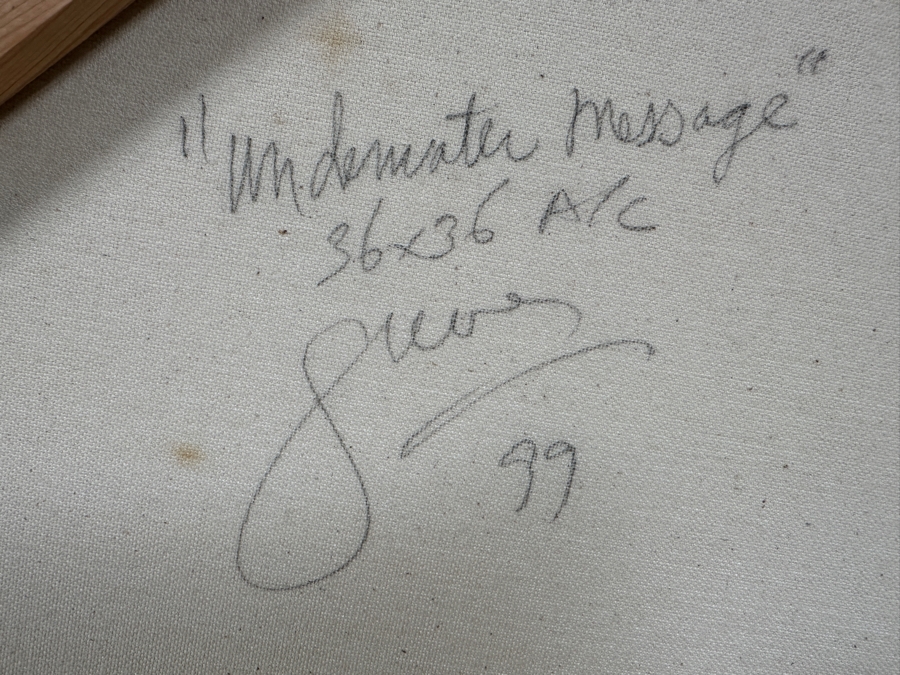 "Underwater Message"
36x36 A/C
99